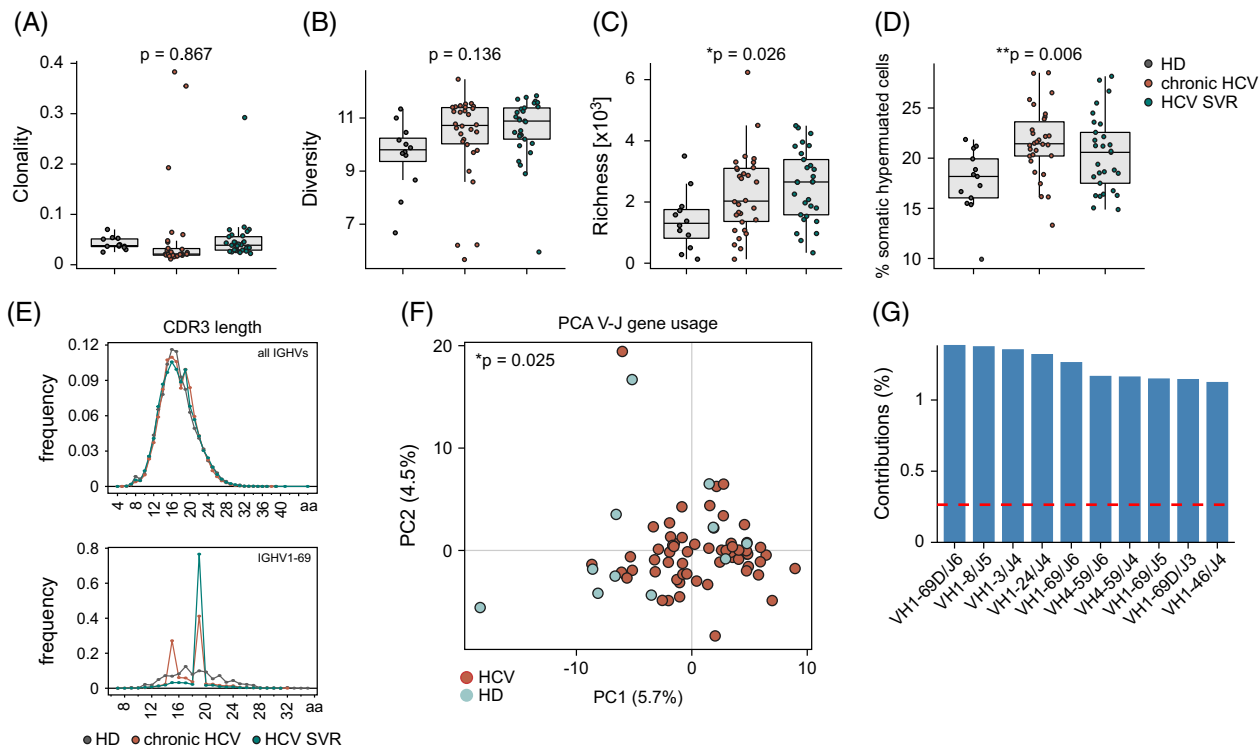 (A)
p = 0.867
Clonality
0.4
0.3
0.2
0.1
0
(B)
p = 0.136
Diversity
11
9
7
(C)
*p = 0.026
Richness [x10³]
6
4
2
0
(D)
**p = 0.006
% somatic hypermuated cells
25
20
15
10
HD
chronic HCV
HCV SVR
(E)
CDR3 length
all IGHVs
frequency
0.12
0.09
0.06
0.03
0
4 8 12 16 20 24 28 32 36 40 aa
IGHV1-69
frequency
0.8
0.6
0.4
0.2
0
8 12 16 20 24 28 32 aa
HD chronic HCV HCV SVR
(F)
PCA V-J gene usage
*p = 0.025
PC2 (4.5%)
20
10
0
-10
-10 0 10
PC1 (5.7%)
HCV
HD
(G)
Contributions (%)
1
0.5
0
VH1-69D/J6
VH1-8/J5
VH1-3/J4
VH1-24/J4
VH1-69/J6
VH4-59/J6
VH4-59/J4
VH1-69/J5
VH1-69D/J3
VH1-46/J4